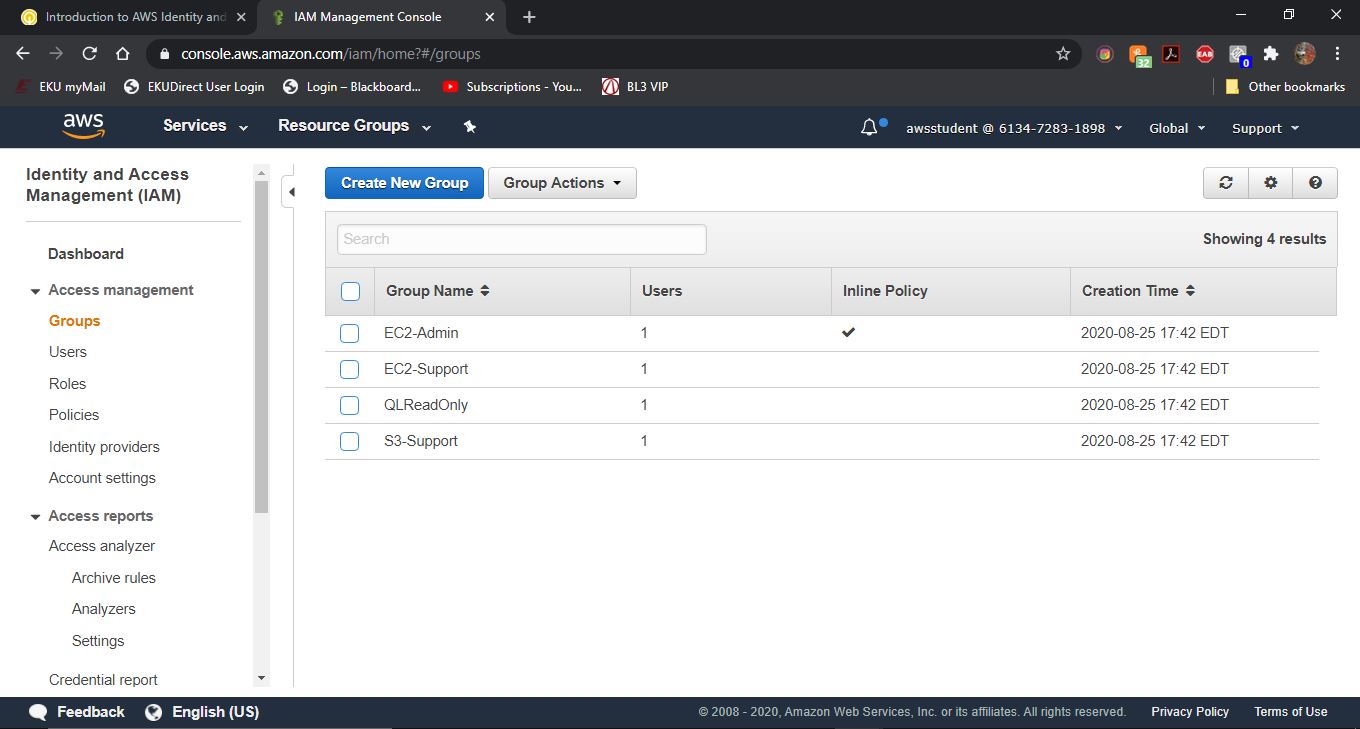 Introduction to AWS Identity and
IAM Management Console
console.aws.amazon.com/iam/home?#/groups
32
EAB
0
EKU myMail
EKUDirect User Login
Login – Blackboard...
Subscriptions - You...
BL3 VIP
Other bookmarks
aws
Services
Resource Groups
awsstudent @ 6134-7283-1898
Global
Support
Identity and Access
Management (IAM)
Dashboard
Access management
Groups
Users
Roles
Policies
Identity providers
Account settings
Access reports
Access analyzer
Archive rules
Analyzers
Settings
Credential report
Create New Group
Group Actions
Search
Showing 4 results
Group Name Users Inline Policy Creation Time
EC2-Admin 1 2020-08-25 17:42 EDT
EC2-Support 1 2020-08-25 17:42 EDT
QLReadOnly 1 2020-08-25 17:42 EDT
S3-Support 1 2020-08-25 17:42 EDT
Feedback
English (US)
© 2008 - 2020, Amazon Web Services, Inc. or its affiliates. All rights reserved.
Privacy Policy
Terms of Use